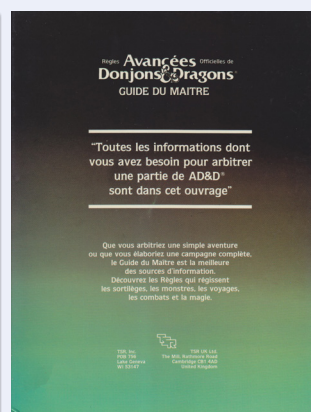 Règles Avancées Officielles de
Donjons & Dragons
GUIDE DU MAITRE
"Toutes les informations dont
vous avez besoin pour arbitrer
une partie de AD&D®
sont dans cet ouvrage"
Que vous arbitriez une simple aventure
ou que vous élaboriez une campagne complète,
le Guide du Maître est la meilleure
des sources d'information.
Découvrez les Règles qui régissent
les sortilèges, les monstres, les voyages,
les combats et la magie.
TSR, Inc.
POB 756
Lake Geneva
WI 53147
TSR UK Ltd.
The Mill, Rathmore Road
Cambridge CB1 4AD
United Kingdom